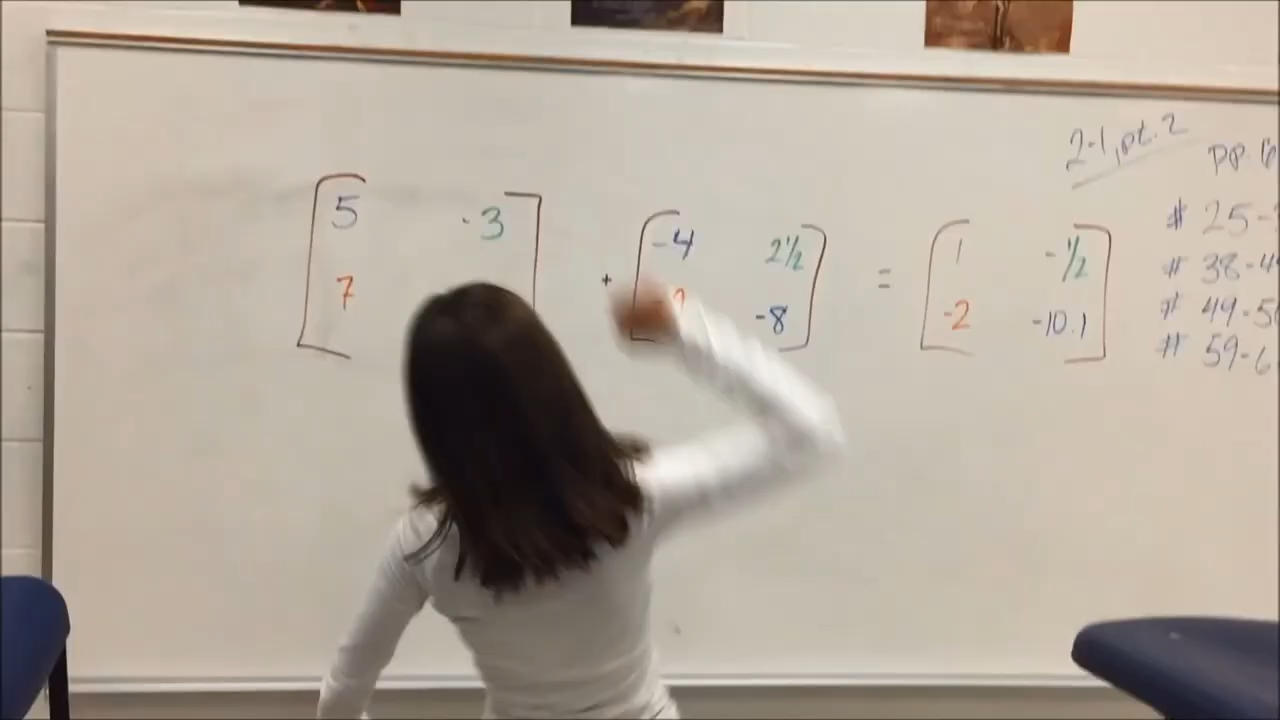 5 -3 + -4 2½ = 1 -½
7 -8 -2 -10.1
2-1, pt. 2
pp.
# 25-
# 38-4
# 49-5
# 59-6